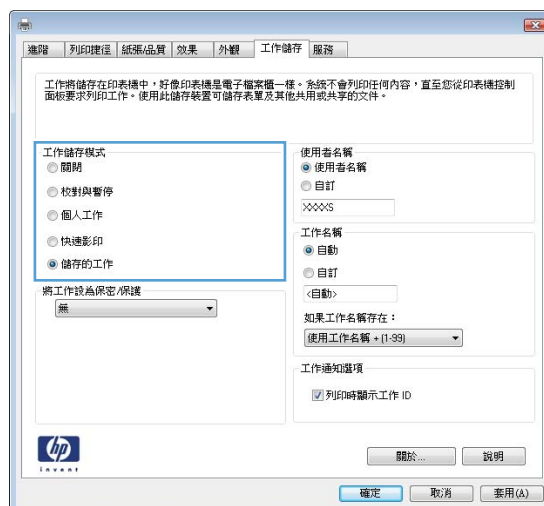 進階 列印捷徑 紙張/品質 效果 外觀 工作儲存 服務
工作將儲存在印表機中，好像印表機是電子檔案櫃一樣。系統不會列印任何內容，直至您從印表機控制
面板要求列印工作。使用此儲存裝置可儲存表單及其他共用或共享的文件。
工作儲存模式
關閉
校對與暫停
個人工作
快速影印
儲存的工作
將工作設為保密/保護
無
使用者名稱
使用者名稱
自訂
XXXXS
工作名稱
自動
自訂
<自動>
如果工作名稱存在：
使用工作名稱 + (1-99)
工作通知選項
列印時顯示工作 ID
hp
invent
關於... 說明
確定 取消 套用(A)